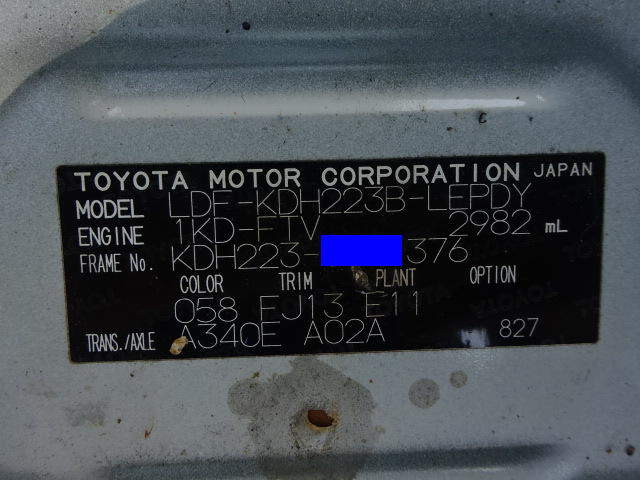 TOYOTA MOTOR CORPORATION JAPAN
MODEL LDF-KDH223B-LEPDY
ENGINE 1KD-FTV 2982 mL
FRAME No. KDH223- 376
COLOR TRIM PLANT OPTION
058 FJ13 E11
TRANS./AXLE A340E A02A 827